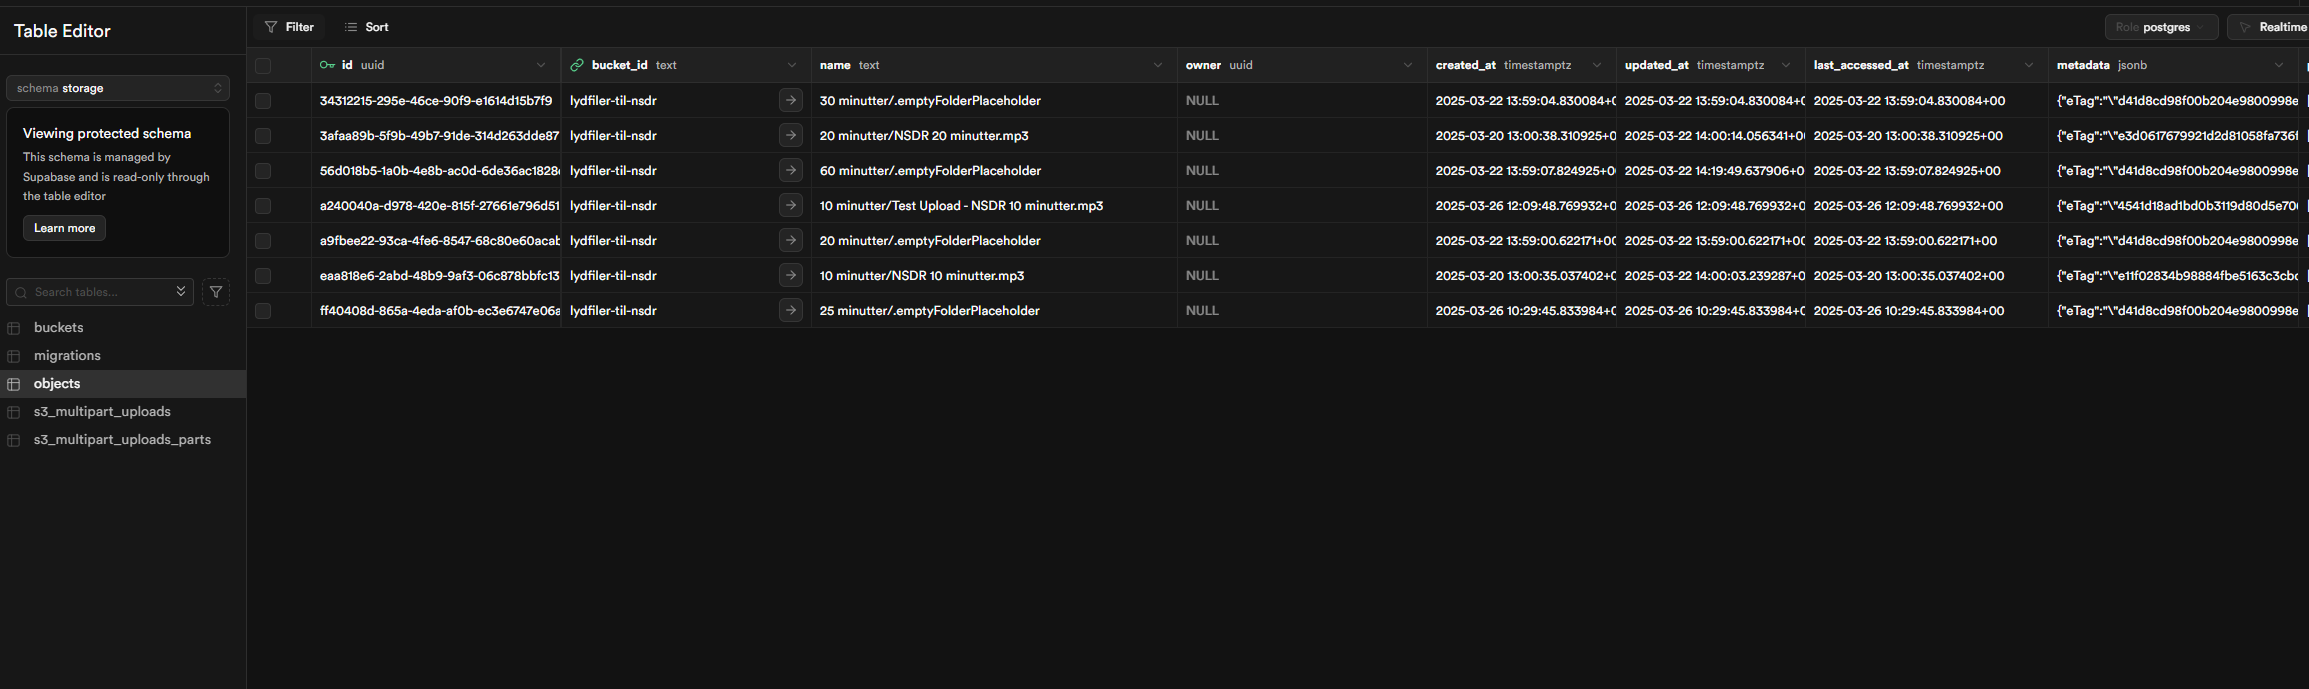 Table Editor
Filter
Sort
Role postgres
Realtime
schema storage
Viewing protected schema
This schema is managed by
Supabase and is read-only through
the table editor
Learn more
Search tables...
buckets
migrations
objects
s3_multipart_uploads
s3_multipart_uploads_parts
id uuid bucket_id text name text owner uuid created_at timestamptz updated_at timestamptz last_accessed_at timestamptz metadata jsonb
34312215-295e-46ce-90f9-e1614d15b7f9 lydfiler-til-nsdr 30 minutter/.emptyFolderPlaceholder NULL 2025-03-22 13:59:04.830084+0 2025-03-22 13:59:04.830084+0 2025-03-22 13:59:04.830084+00 {"eTag":"\"d41d8cd98f00b204e9800998e
3afaa89b-5f9b-49b7-91de-314d263dde87 lydfiler-til-nsdr 20 minutter/NSDR 20 minutter.mp3 NULL 2025-03-20 13:00:38.310925+0 2025-03-22 14:00:14.056341+0 2025-03-20 13:00:38.310925+00 {"eTag":"\"e3d0617679921d2d81058fa736f
56d018b5-1a0b-4e8b-ac0d-6de36ac1828 lydfiler-til-nsdr 60 minutter/.emptyFolderPlaceholder NULL 2025-03-22 13:59:07.824925+0 2025-03-22 14:19:49.637906+0 2025-03-22 13:59:07.824925+00 {"eTag":"\"d41d8cd98f00b204e9800998e
a240040a-d978-420e-815f-27661e796d51 lydfiler-til-nsdr 10 minutter/Test Upload - NSDR 10 minutter.mp3 NULL 2025-03-26 12:09:48.769932+0 2025-03-26 12:09:48.769932+0 2025-03-26 12:09:48.769932+00 {"eTag":"\"4541d18ad1bd0b3119d80d5e70
a9fbee22-93ca-4fe6-8547-68c80e60acab lydfiler-til-nsdr 20 minutter/.emptyFolderPlaceholder NULL 2025-03-22 13:59:00.622171+00 2025-03-22 13:59:00.622171+00 2025-03-22 13:59:00.622171+00 {"eTag":"\"d41d8cd98f00b204e9800998e
eaa818e6-2abd-48b9-9af3-06c878bbfc13 lydfiler-til-nsdr 10 minutter/NSDR 10 minutter.mp3 NULL 2025-03-20 13:00:35.037402+0 2025-03-22 14:00:03.239287+0 2025-03-20 13:00:35.037402+00 {"eTag":"\"e11f02834b98884fbe5163c3cbc
ff40408d-865a-4eda-af0b-ec3e6747e06a lydfiler-til-nsdr 25 minutter/.emptyFolderPlaceholder NULL 2025-03-26 10:29:45.833984+0 2025-03-26 10:29:45.833984+0 2025-03-26 10:29:45.833984+00 {"eTag":"\"d41d8cd98f00b204e9800998e